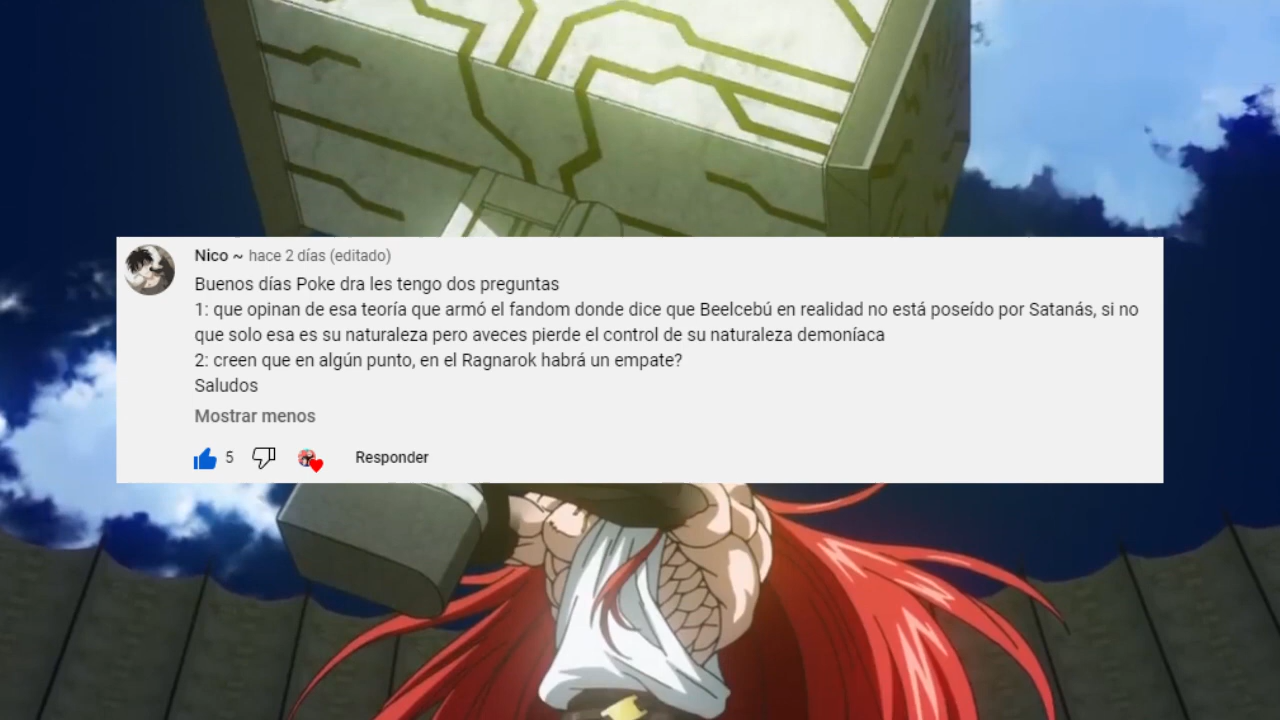 Nico ~ hace 2 días (editado)
Buenos días Poke dra les tengo dos preguntas
1: que opinan de esa teoría que armó el fandom donde dice que Beelcebú en realidad no está poseído por Satanás, si no
que solo esa es su naturaleza pero aveces pierde el control de su naturaleza demoníaca
2: creen que en algún punto, en el Ragnarok habrá un empate?
Saludos
Mostrar menos
5 Responder